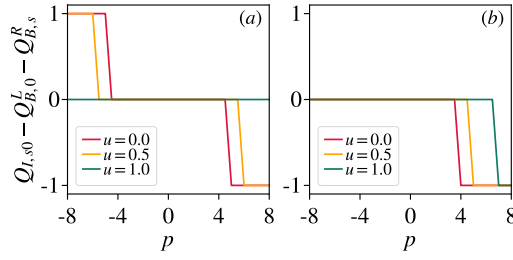 (a) (b)
Q_{I,s0} − Q^L_{B,0} − Q^R_{B,s}
1 1
0 0
-1 -1
u = 0.0 u = 0.0
u = 0.5 u = 0.5
u = 1.0 u = 1.0
-8 -4 0 4 8 -8 -4 0 4 8
p p